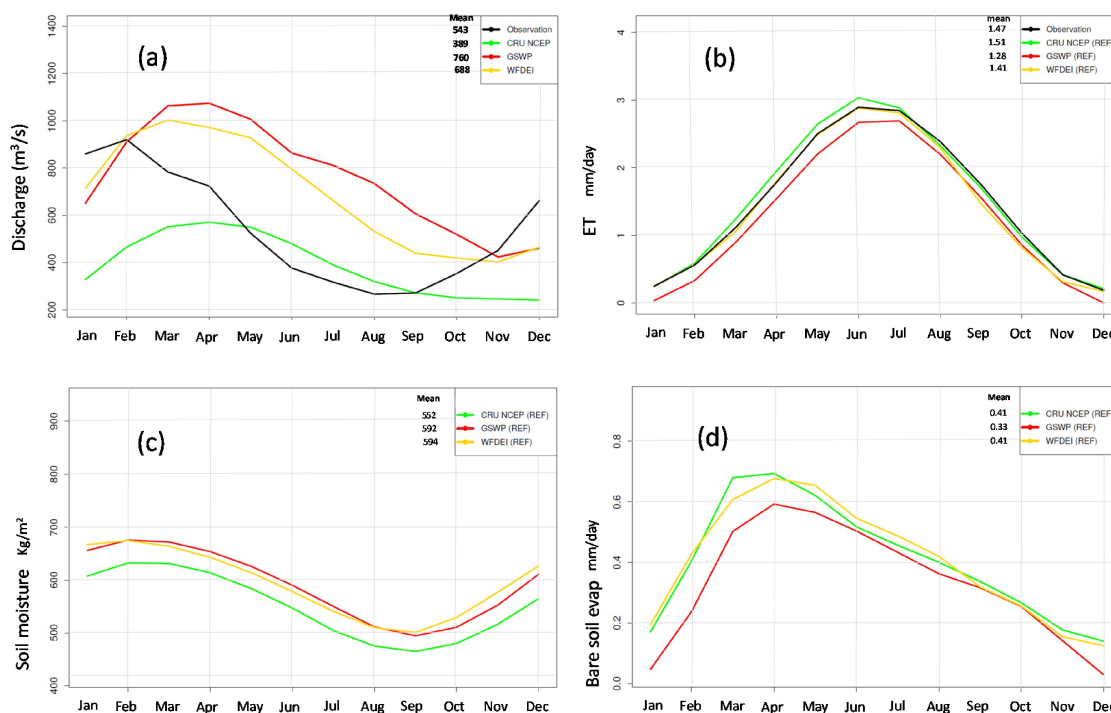 (a)
Mean
543 Observation
389 CRU NCEP
760 GSWP
688 WFDEI
Discharge (m³/s)
1400
1200
1000
800
600
400
200
Jan Feb Mar Apr May Jun Jul Aug Sep Oct Nov Dec
(b)
mean
1.47 Observation
1.51 CRU NCEP (REF)
1.28 GSWP (REF)
1.41 WFDEI (REF)
ET mm/day
4
3
2
1
0
Jan Feb Mar Apr May Jun Jul Aug Sep Oct Nov Dec
(c)
Mean
552 CRU NCEP (REF)
592 GSWP (REF)
594 WFDEI (REF)
Soil moisture Kg/m²
900
800
700
600
500
400
Jan Feb Mar Apr May Jun Jul Aug Sep Oct Nov Dec
(d)
Mean
0.41 CRU NCEP (REF)
0.33 GSWP (REF)
0.41 WFDEI (REF)
Bare soil evap mm/day
0.8
0.6
0.4
0.2
0.0
Jan Feb Mar Apr May Jun Jul Aug Sep Oct Nov Dec